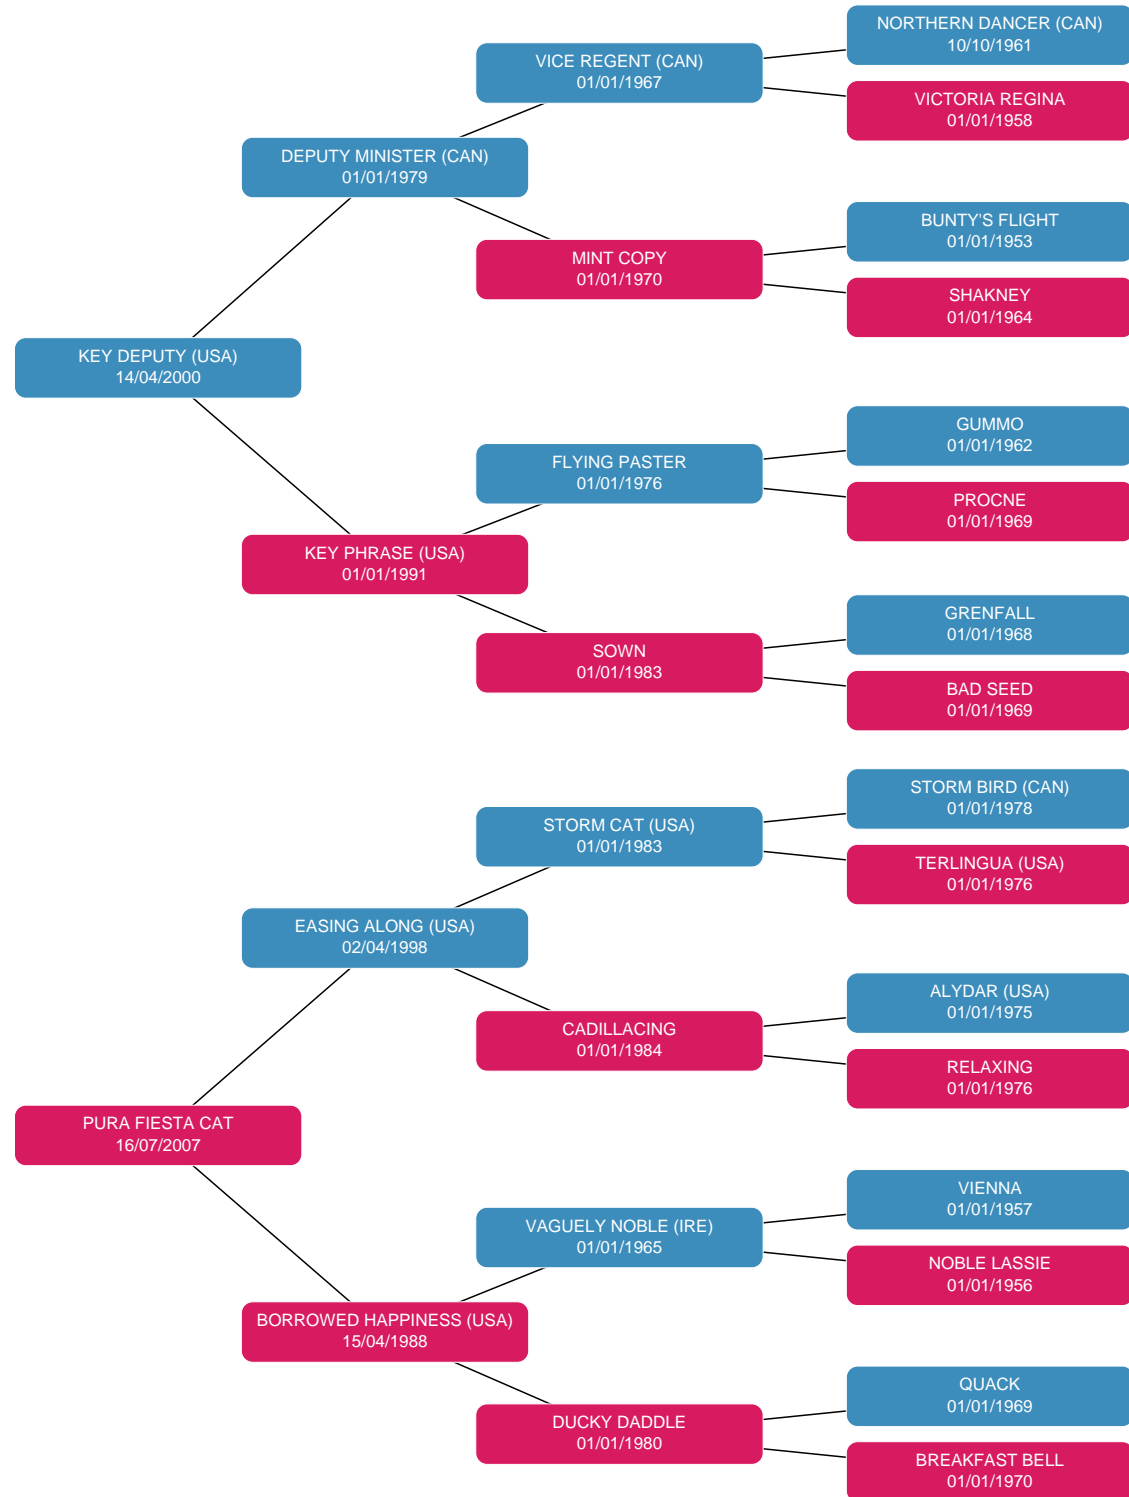 NORTHERN DANCER (CAN)
10/10/1961
VICE REGENT (CAN)
01/01/1967
VICTORIA REGINA
01/01/1958
DEPUTY MINISTER (CAN)
01/01/1979
BUNTY'S FLIGHT
01/01/1953
MINT COPY
01/01/1970
SHAKNEY
01/01/1964
KEY DEPUTY (USA)
14/04/2000
GUMMO
01/01/1962
FLYING PASTER
01/01/1976
PROCNE
01/01/1969
KEY PHRASE (USA)
01/01/1991
GRENFALL
01/01/1968
SOWN
01/01/1983
BAD SEED
01/01/1969
STORM BIRD (CAN)
01/01/1978
STORM CAT (USA)
01/01/1983
TERLINGUA (USA)
01/01/1976
EASING ALONG (USA)
02/04/1998
ALYDAR (USA)
01/01/1975
CADILLACING
01/01/1984
RELAXING
01/01/1976
PURA FIESTA CAT
16/07/2007
VIENNA
01/01/1957
VAGUELY NOBLE (IRE)
01/01/1965
NOBLE LASSIE
01/01/1956
BORROWED HAPPINESS (USA)
15/04/1988
QUACK
01/01/1969
DUCKY DADDLE
01/01/1980
BREAKFAST BELL
01/01/1970